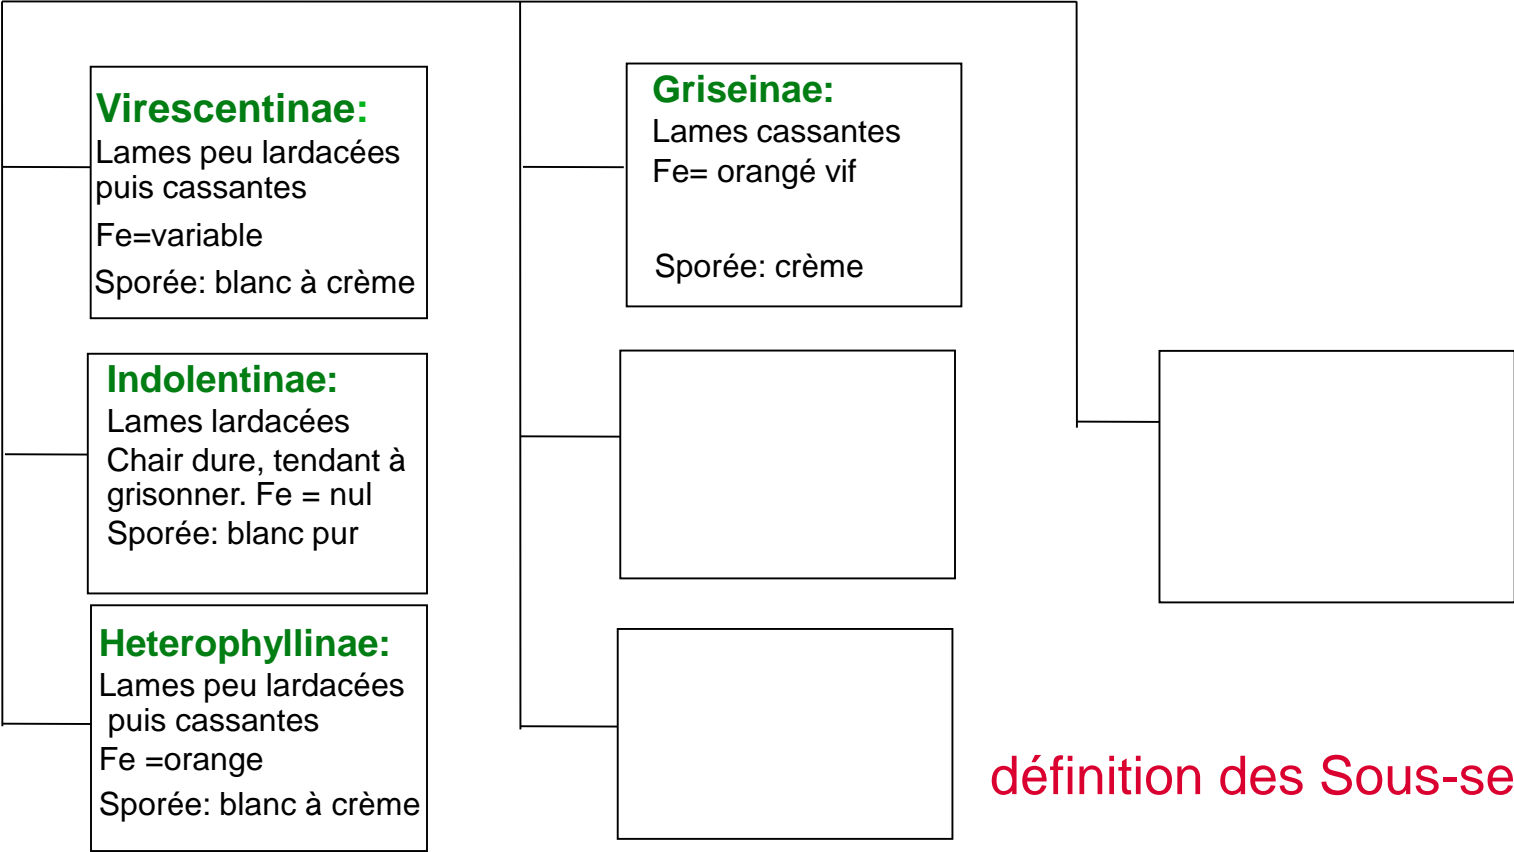 Virescentinae:
Lames peu lardacées
puis cassantes
Fe=variable
Sporée: blanc à crème
Indolentinae:
Lames lardacées
Chair dure, tendant à
grisonner. Fe = nul
Sporée: blanc pur
Heterophyllinae:
Lames peu lardacées
puis cassantes
Fe =orange
Sporée: blanc à crème
Griseinae:
Lames cassantes
Fe= orangé vif
Sporée: crème
définition des Sous-se